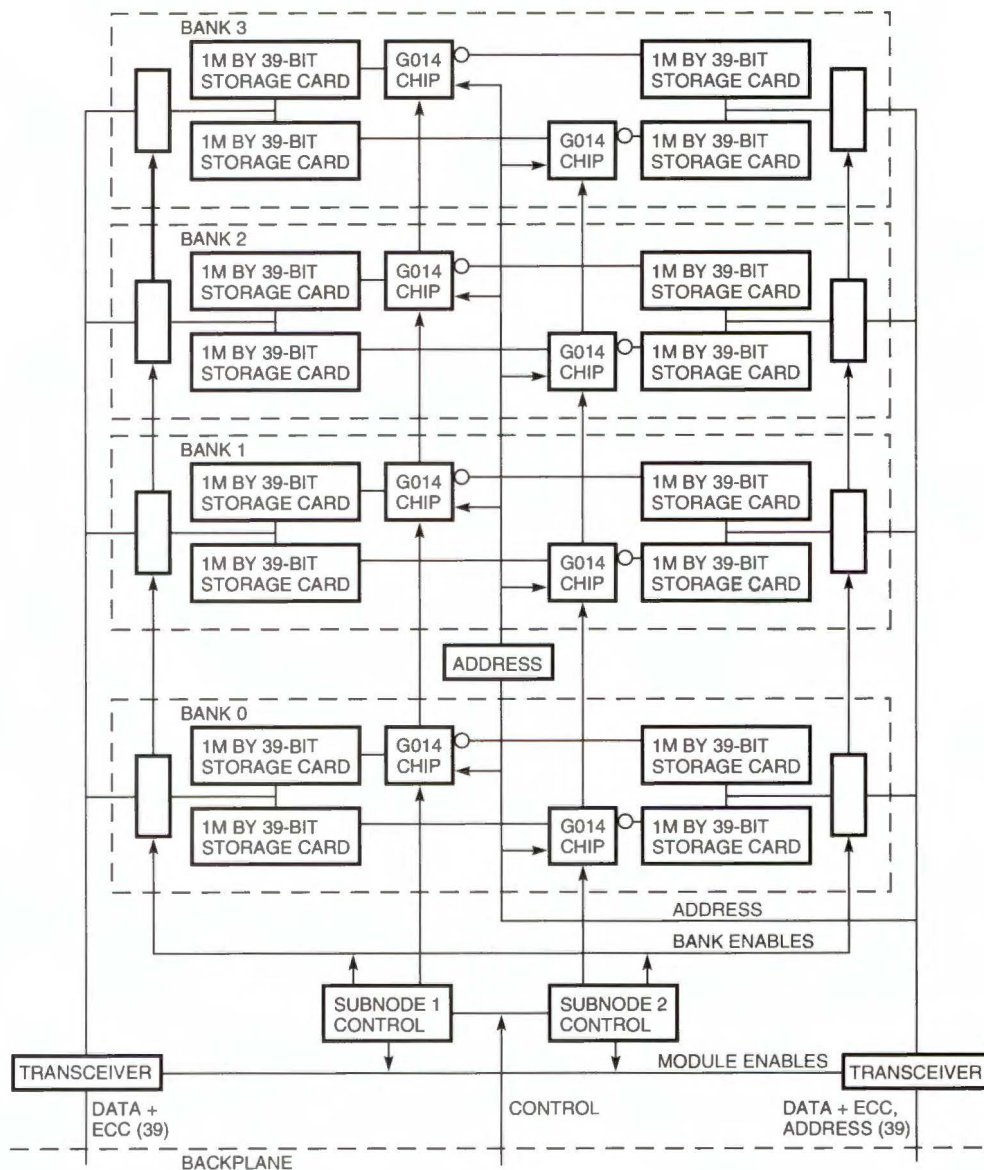 BANK 3
1M BY 39-BIT
STORAGE CARD
G014
CHIP
1M BY 39-BIT
STORAGE CARD
1M BY 39-BIT
STORAGE CARD
G014
CHIP
1M BY 39-BIT
STORAGE CARD
BANK 2
1M BY 39-BIT
STORAGE CARD
G014
CHIP
1M BY 39-BIT
STORAGE CARD
1M BY 39-BIT
STORAGE CARD
G014
CHIP
1M BY 39-BIT
STORAGE CARD
BANK 1
1M BY 39-BIT
STORAGE CARD
G014
CHIP
1M BY 39-BIT
STORAGE CARD
1M BY 39-BIT
STORAGE CARD
G014
CHIP
1M BY 39-BIT
STORAGE CARD
ADDRESS
BANK 0
1M BY 39-BIT
STORAGE CARD
G014
CHIP
1M BY 39-BIT
STORAGE CARD
1M BY 39-BIT
STORAGE CARD
G014
CHIP
1M BY 39-BIT
STORAGE CARD
ADDRESS
BANK ENABLES
SUBNODE 1
CONTROL
SUBNODE 2
CONTROL
MODULE ENABLES
TRANSCEIVER
TRANSCEIVER
DATA +
ECC (39)
CONTROL
DATA + ECC,
ADDRESS (39)
BACKPLANE